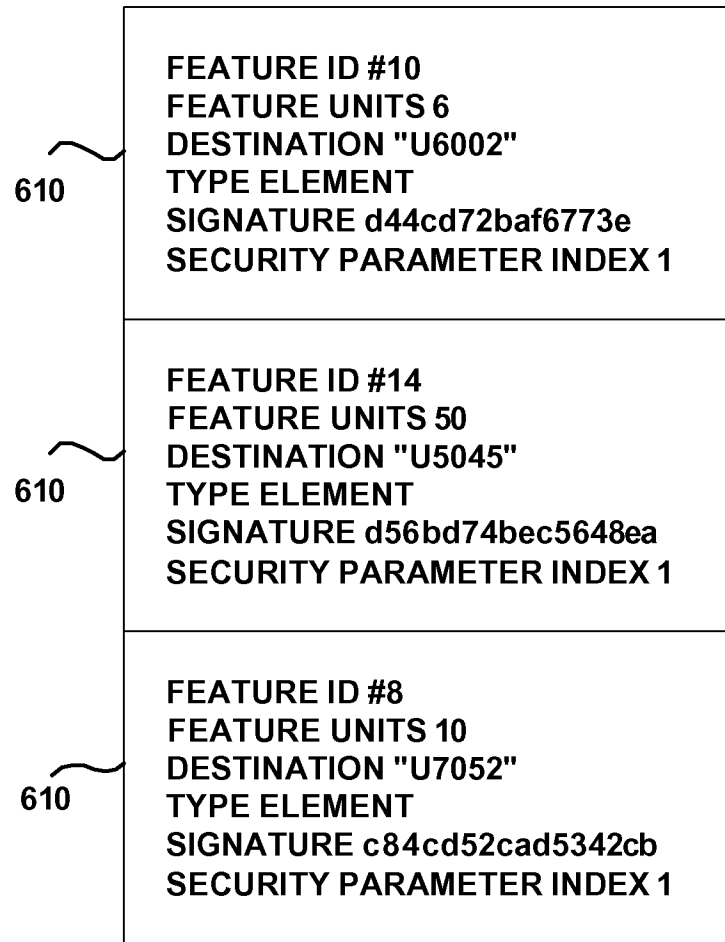 FEATURE ID #10
FEATURE UNITS 6
DESTINATION "U6002"
TYPE ELEMENT
SIGNATURE d44cd72baf6773e
SECURITY PARAMETER INDEX 1
610
FEATURE ID #14
FEATURE UNITS 50
DESTINATION "U5045"
TYPE ELEMENT
SIGNATURE d56bd74bec5648ea
SECURITY PARAMETER INDEX 1
610
FEATURE ID #8
FEATURE UNITS 10
DESTINATION "U7052"
TYPE ELEMENT
SIGNATURE c84cd52cad5342cb
SECURITY PARAMETER INDEX 1
610